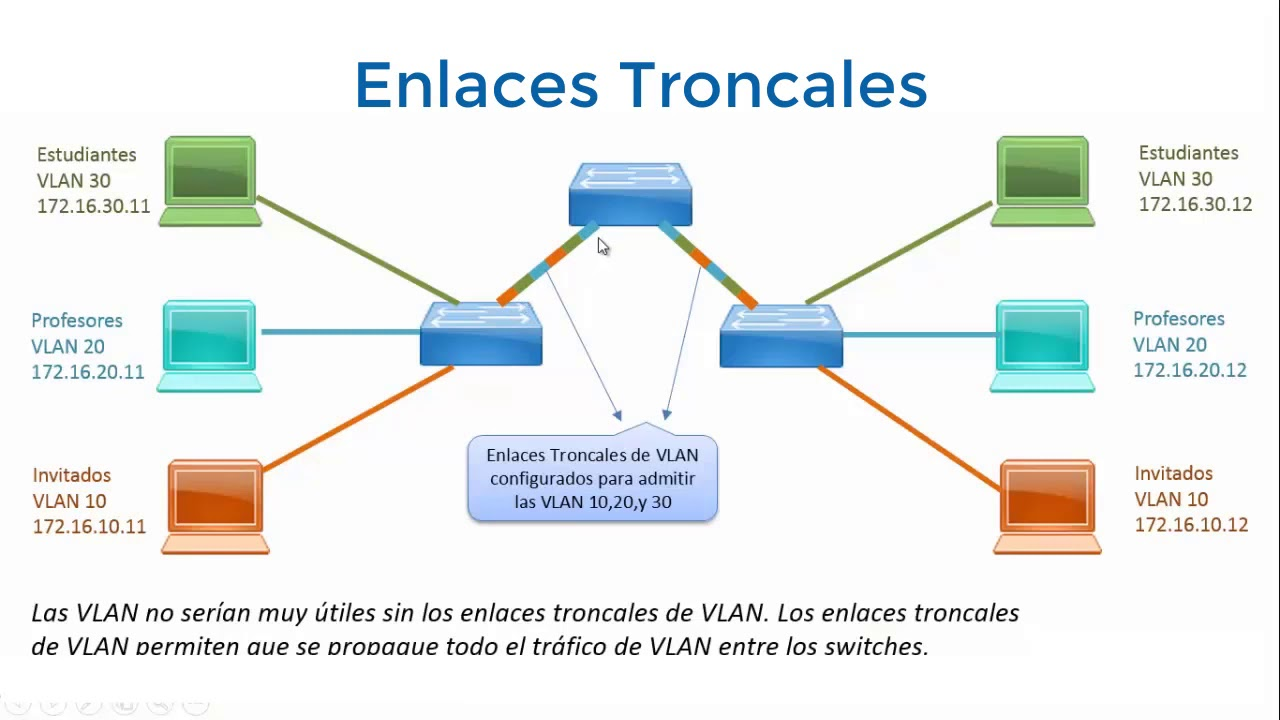 Enlaces Troncales
Estudiantes
VLAN 30
172.16.30.11
Estudiantes
VLAN 30
172.16.30.12
Profesores
VLAN 20
172.16.20.11
Profesores
VLAN 20
172.16.20.12
Enlaces Troncales de VLAN
configurados para admitir
las VLAN 10,20,y 30
Invitados
VLAN 10
172.16.10.11
Invitados
VLAN 10
172.16.10.12
Las VLAN no serían muy útiles sin los enlaces troncales de VLAN. Los enlaces troncales
de VLAN permiten que se propague todo el tráfico de VLAN entre los switches.